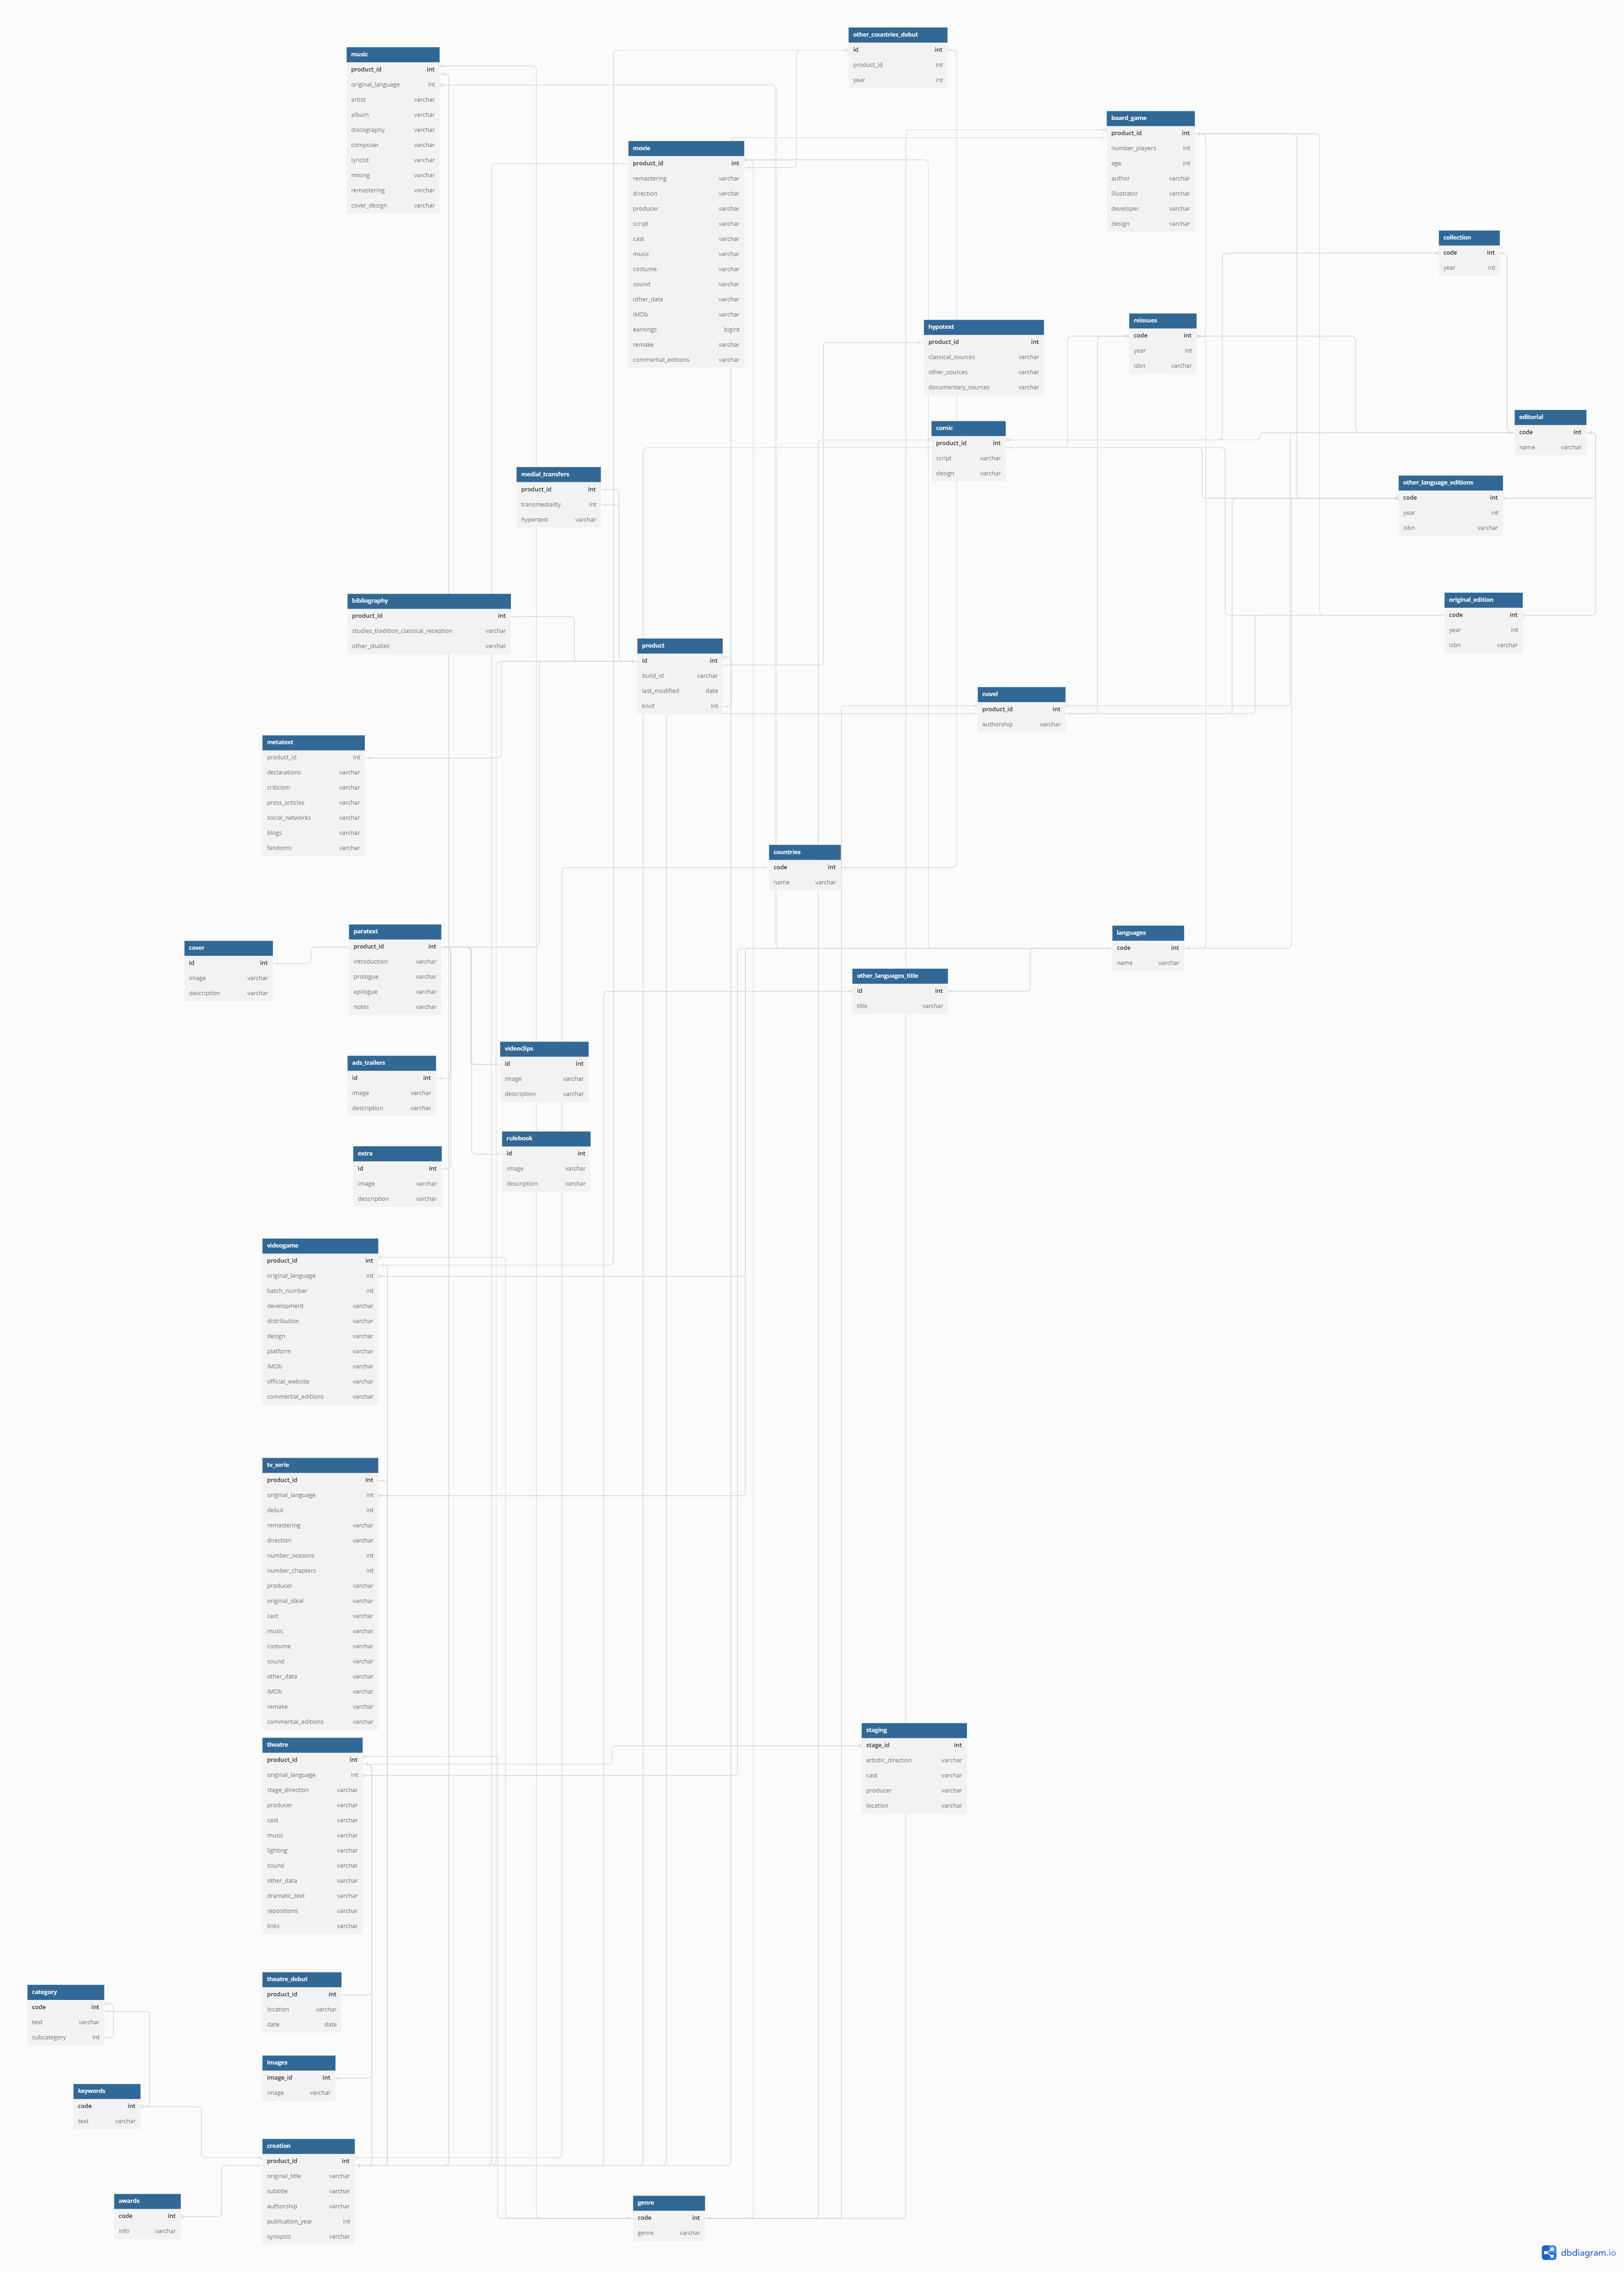 other_countries_debut
id int
product_id int
year int
music
product_id int
original_language int
artist varchar
album varchar
discography varchar
composer varchar
lyricist varchar
mixing varchar
remastering varchar
cover_design varchar
board_game
product_id int
number_players int
age int
author varchar
illustrator varchar
developer varchar
design varchar
movie
product_id int
remastering varchar
direction varchar
producer varchar
script varchar
cast varchar
music varchar
costume varchar
sound varchar
other_data varchar
IMDb varchar
earnings bigint
remake varchar
commertial_editions varchar
collection
code int
year int
reissues
code int
year int
isbn varchar
hypotext
product_id int
classical_sources varchar
other_sources varchar
documentary_sources varchar
editorial
code int
name varchar
comic
product_id int
script varchar
design varchar
medial_transfers
product_id int
transmediality int
hypertext varchar
other_language_editions
code int
year int
isbn varchar
original_edition
code int
year int
isbn varchar
bibliography
product_id int
studies_tradition_classical_reception varchar
other_studies varchar
product
id int
build_id varchar
last_modified date
knot int
novel
product_id int
authorship varchar
metatext
product_id int
declarations varchar
criticism varchar
press_articles varchar
social_networks varchar
blogs varchar
fandoms varchar
countries
code int
name varchar
paratext
product_id int
introduction varchar
prologue varchar
epilogue varchar
notes varchar
languages
code int
name varchar
cover
id int
image varchar
description varchar
other_languages_title
id int
title varchar
videoclips
id int
image varchar
description varchar
ads_trailers
id int
image varchar
description varchar
rulebook
id int
image varchar
description varchar
extra
id int
image varchar
description varchar
videogame
product_id int
original_language int
batch_number int
development varchar
distribution varchar
design varchar
platform varchar
IMDb varchar
official_website varchar
commertial_editions varchar
tv_serie
product_id int
original_language int
debut int
remastering varchar
direction varchar
number_seasons int
number_chapters int
producer varchar
original_ideal varchar
cast varchar
music varchar
costume varchar
sound varchar
other_data varchar
IMDb varchar
remake varchar
commertial_editions varchar
staging
stage_id int
artistic_direction varchar
cast varchar
producer varchar
location varchar
theatre
product_id int
original_language int
stage_direction varchar
producer varchar
cast varchar
music varchar
lighting varchar
sound varchar
other_data varchar
dramatic_text varchar
repositions varchar
links varchar
theatre_debut
product_id int
location varchar
date date
category
code int
text varchar
subcategory int
images
image_id int
image varchar
keywords
code int
text varchar
creation
product_id int
original_title varchar
subtitle varchar
authorship varchar
publication_year int
synopsis varchar
awards
code int
info varchar
genre
code int
genre varchar
dbdiagram.io